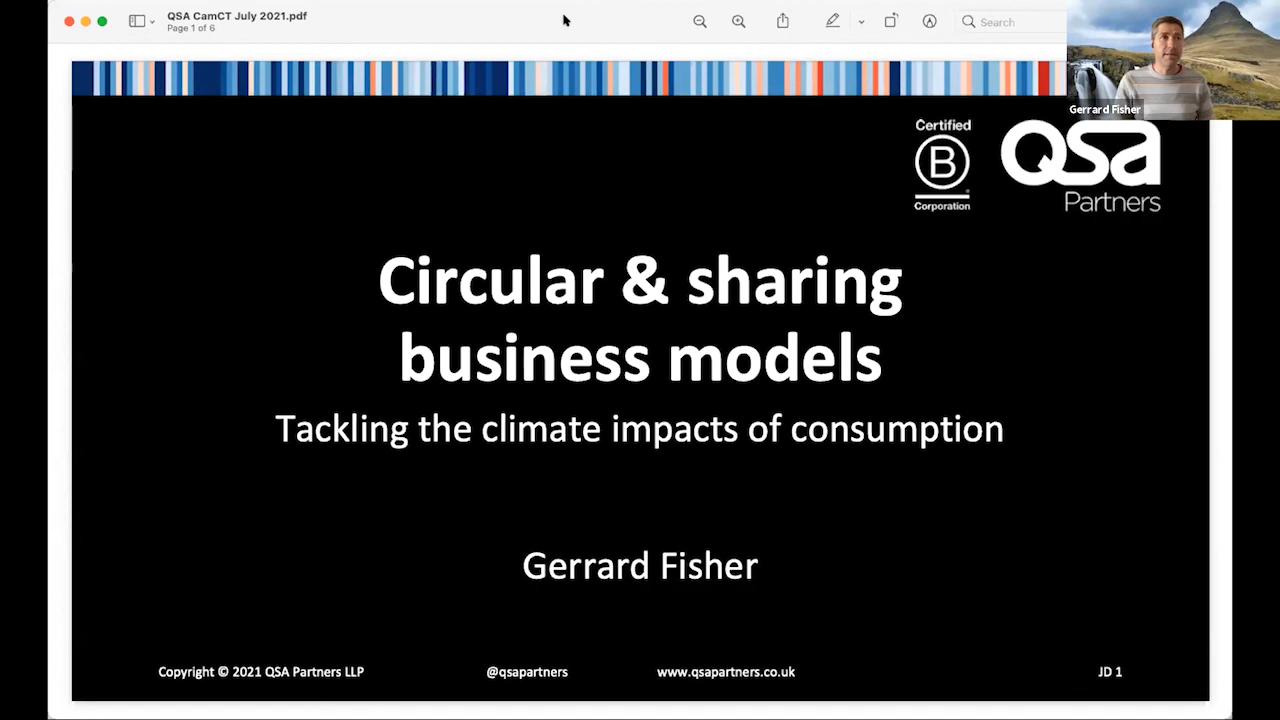 QSA CamCT July 2021.pdf
Page 1 of 6
Search
Gerrard Fisher
Certified
B
Corporation
Qsa
Partners
Circular & sharing
business models
Tackling the climate impacts of consumption
Gerrard Fisher
Copyright © 2021 QSA Partners LLP
@qsapartners
www.qsapartners.co.uk
JD 1